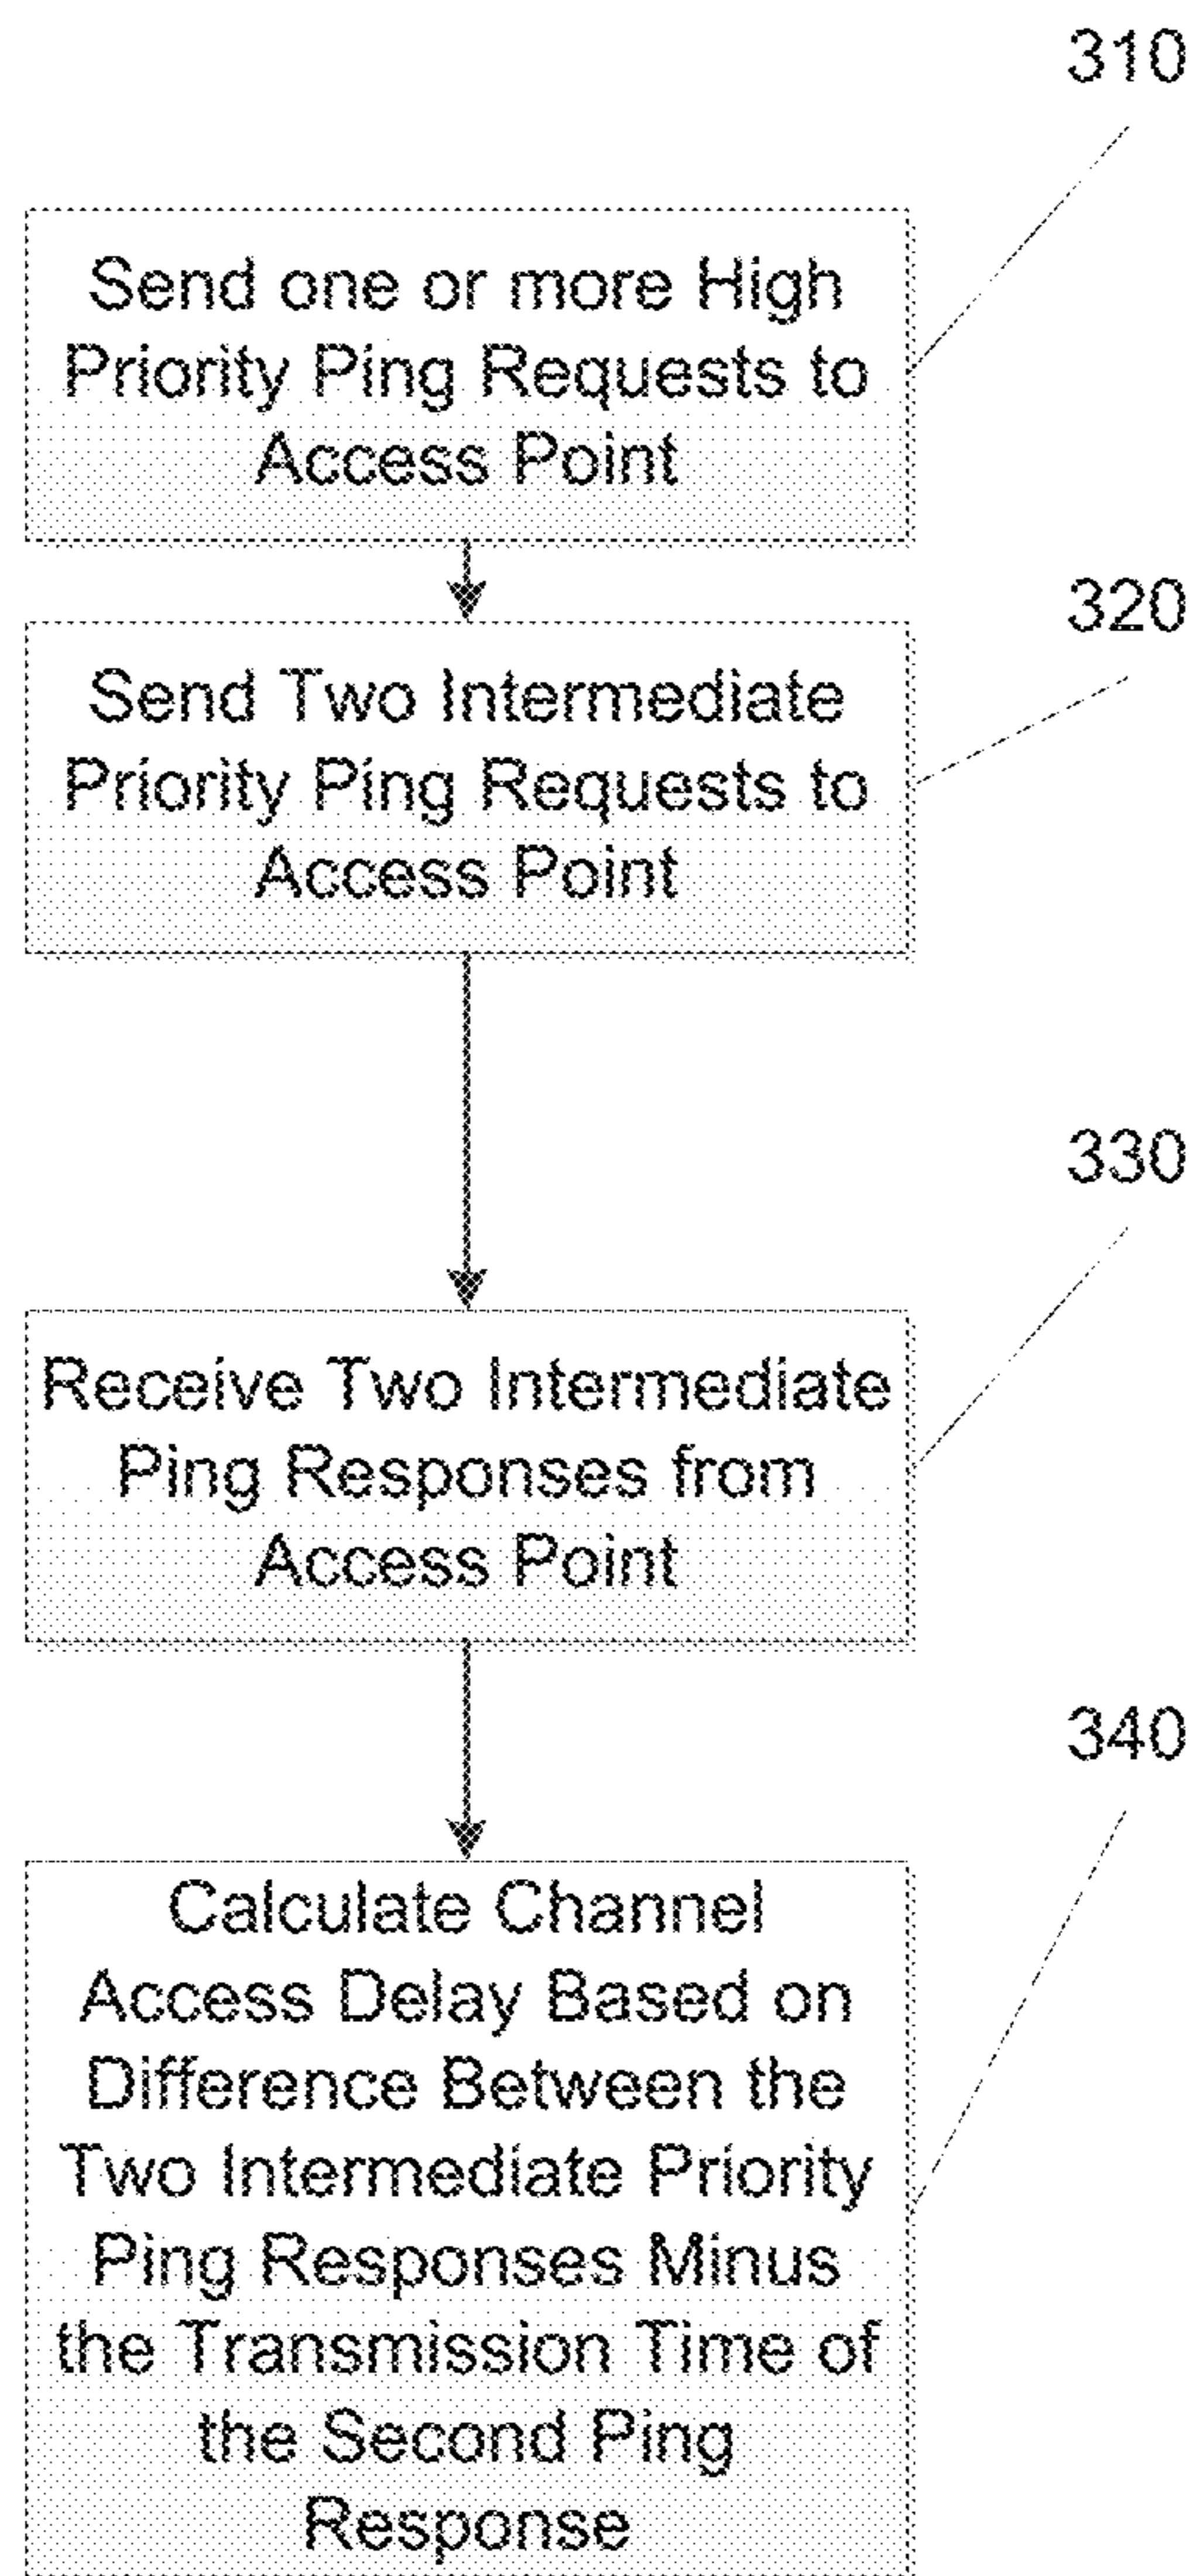 310
Send one or more High
Priority Ping Requests to
Access Point
320
Send Two Intermediate
Priority Ping Requests to
Access Point
330
Receive Two Intermediate
Ping Responses from
Access Point
340
Calculate Channel
Access Delay Based on
Difference Between the
Two Intermediate Priority
Ping Responses Minus
the Transmission Time of
the Second Ping
Response